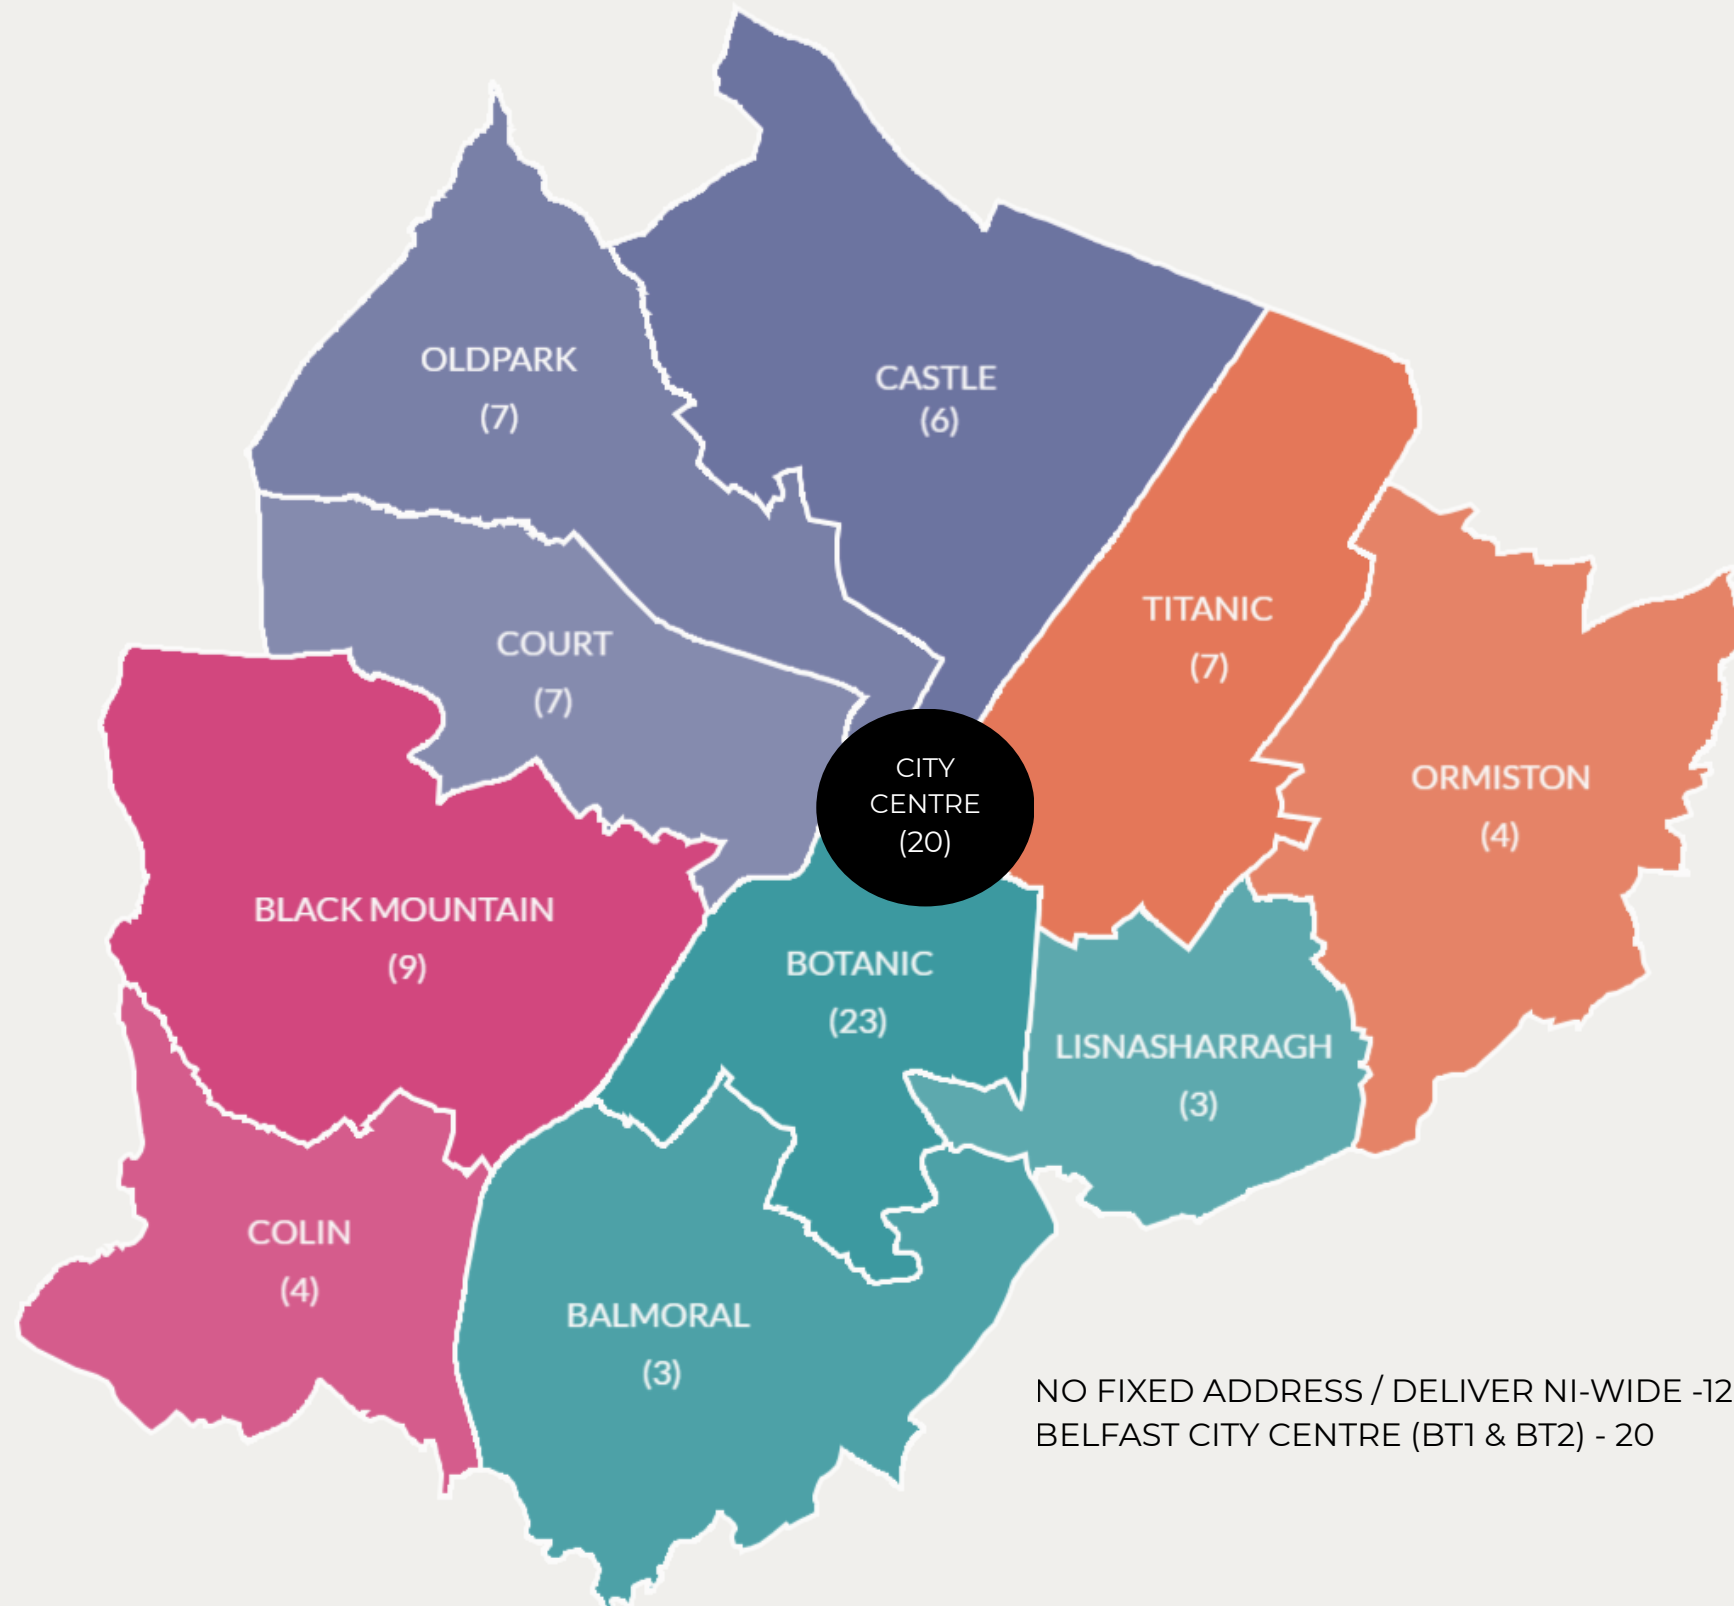 OLDPARK
(7)
CASTLE
(6)
COURT
(7)
TITANIC
(7)
CITY
CENTRE
(20)
ORMISTON
(4)
BLACK MOUNTAIN
(9)
BOTANIC
(23)
LISNASHARRAGH
(3)
COLIN
(4)
BALMORAL
(3)
NO FIXED ADDRESS / DELIVER NI-WIDE -12
BELFAST CITY CENTRE (BT1 & BT2) - 20